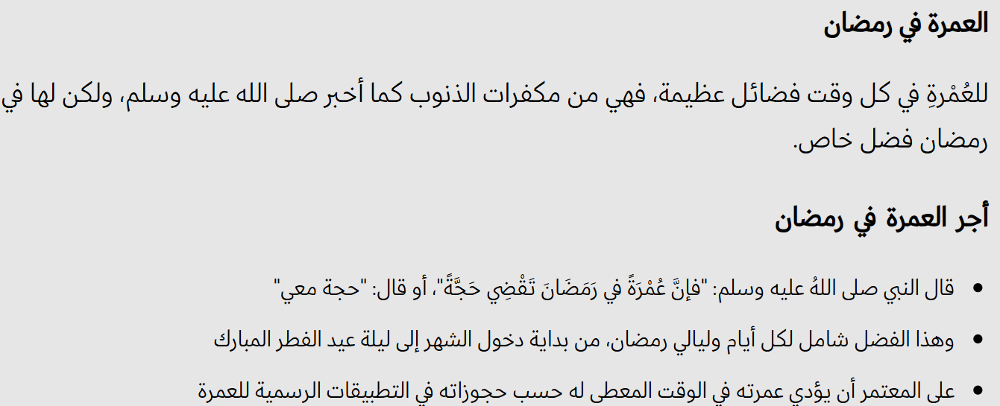 العمرة في رمضان
للعُمْرةِ في كل وقت فضائل عظيمة، فهي من مكفرات الذنوب كما أخبر صلى الله عليه وسلم، ولكن لها في
رمضان فضل خاص.
أجر العمرة في رمضان
• قال النبي صلى اللهُ عليه وسلم: "فإنَّ عُمْرَةً في رَمَضَانَ تَقْضِي حَجَّةً"، أو قال: "حجة معي"
• وهذا الفضل شامل لكل أيام وليالي رمضان، من بداية دخول الشهر إلى ليلة عيد الفطر المبارك
• على المعتمر أن يؤدي عمرته في الوقت المعطى له حسب حجوزاته في التطبيقات الرسمية للعمرة